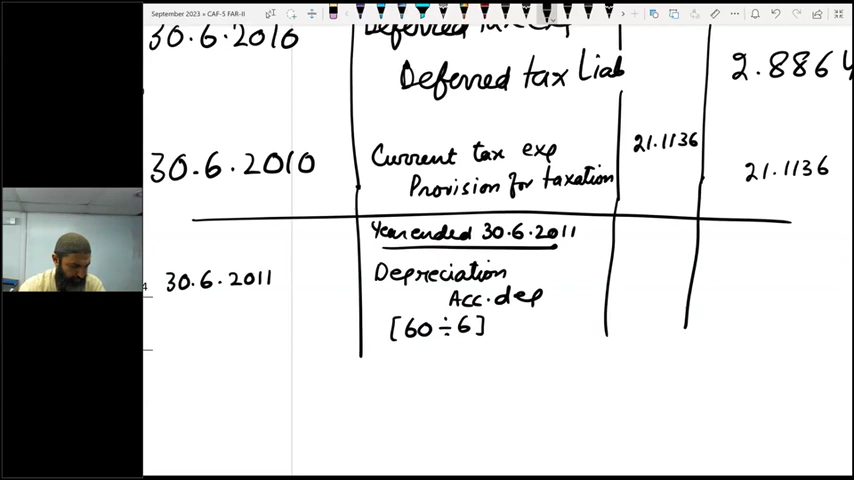 September 2023 » CAF-5 FAR-II
30.6.2010
Deferred tax Liab
2.8864
30.6.2010
Current tax exp
21.1136
Provision for taxation
21.1136
Year ended 30.6.2011
30.6.2011
Depreciation
Acc. dep
[60 ÷ 6]